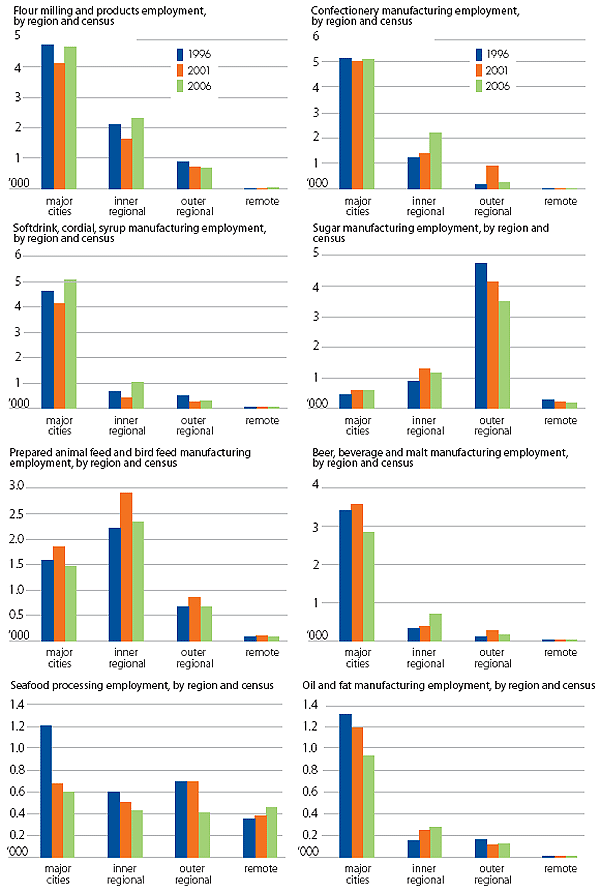 Flour milling and products employment,
by region and census
5
4
3
2
1
'000
1996
2001
2006
major
cities
inner
regional
outer
regional
remote
Confectionery manufacturing employment,
by region and census
6
5
4
3
2
1
'000
1996
2001
2006
major
cities
inner
regional
outer
regional
remote
Softdrink, cordial, syrup manufacturing employment,
by region and census
6
5
4
3
2
1
'000
major
cities
inner
regional
outer
regional
remote
Sugar manufacturing employment, by region and
census
5
4
3
2
1
'000
major
cities
inner
regional
outer
regional
remote
Prepared animal feed and bird feed manufacturing
employment, by region and census
3.0
2.5
2.0
1.5
1.0
0.5
'000
major
cities
inner
regional
outer
regional
remote
Beer, beverage and malt manufacturing employment,
by region and census
4
3
2
1
'000
major
cities
inner
regional
outer
regional
remote
Seafood processing employment, by region and census
1.4
1.2
1.0
0.8
0.6
0.4
0.2
'000
major
cities
inner
regional
outer
regional
remote
Oil and fat manufacturing employment, by region and census
1.4
1.2
1.0
0.8
0.6
0.4
0.2
'000
major
cities
inner
regional
outer
regional
remote